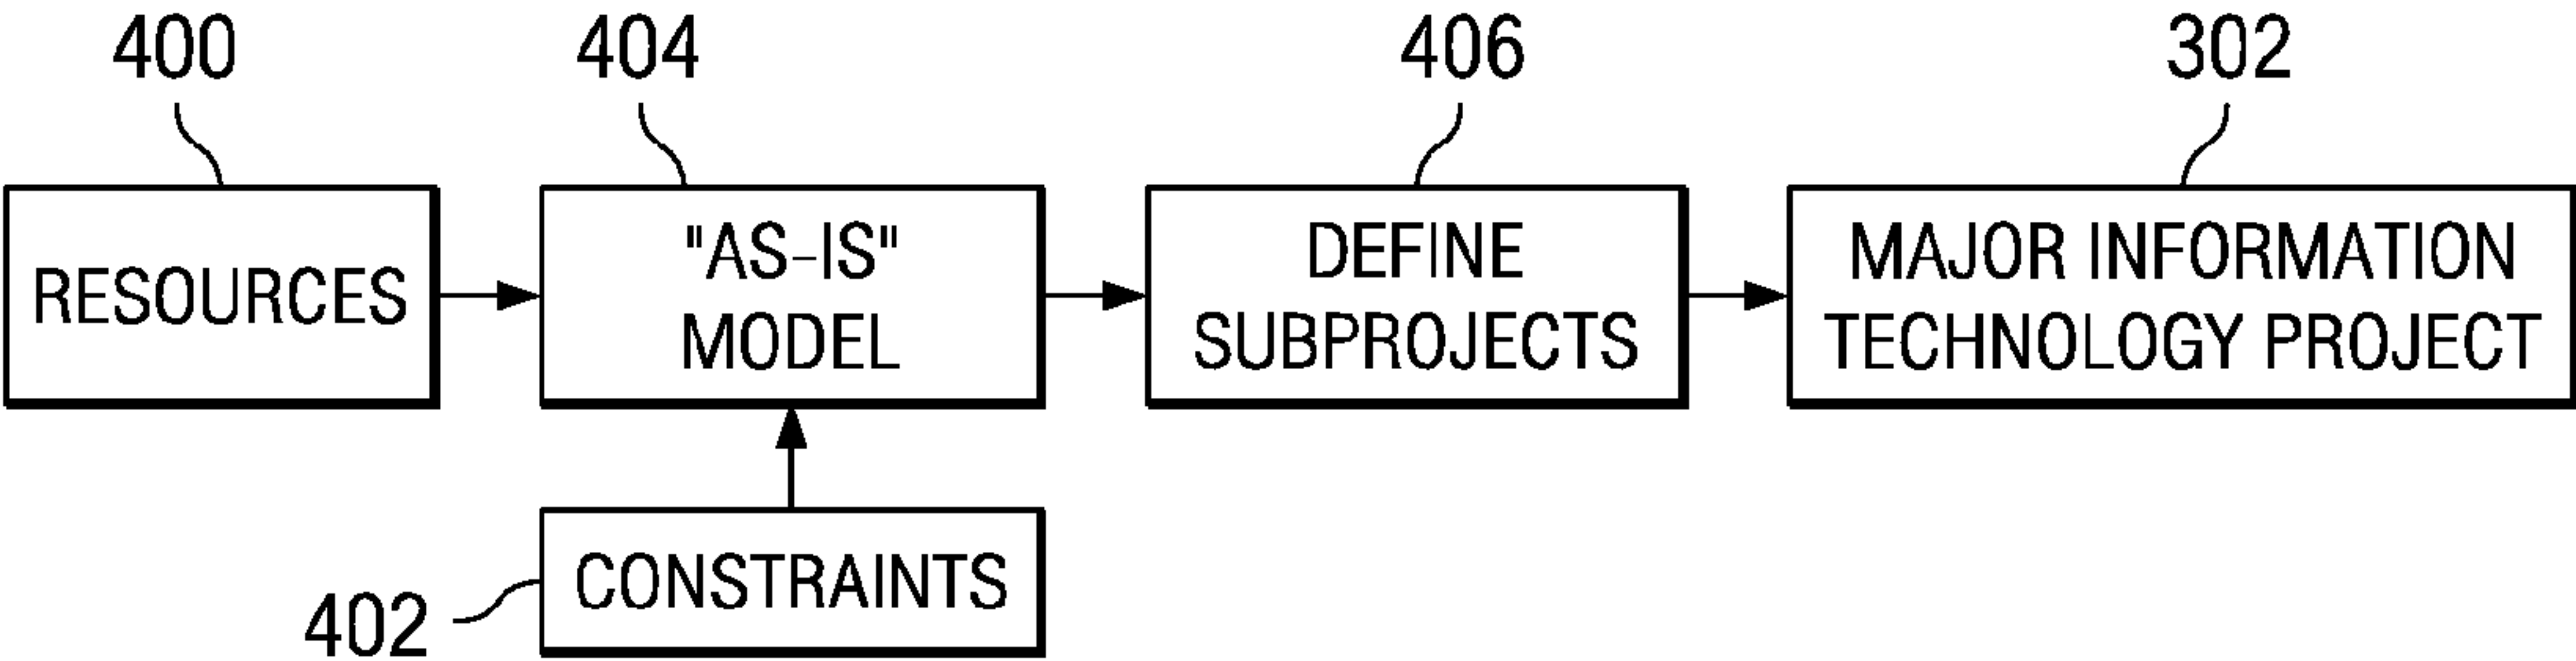 400
404
406
302
RESOURCES
"AS-IS"
MODEL
DEFINE
SUBPROJECTS
MAJOR INFORMATION
TECHNOLOGY PROJECT
CONSTRAINTS
402